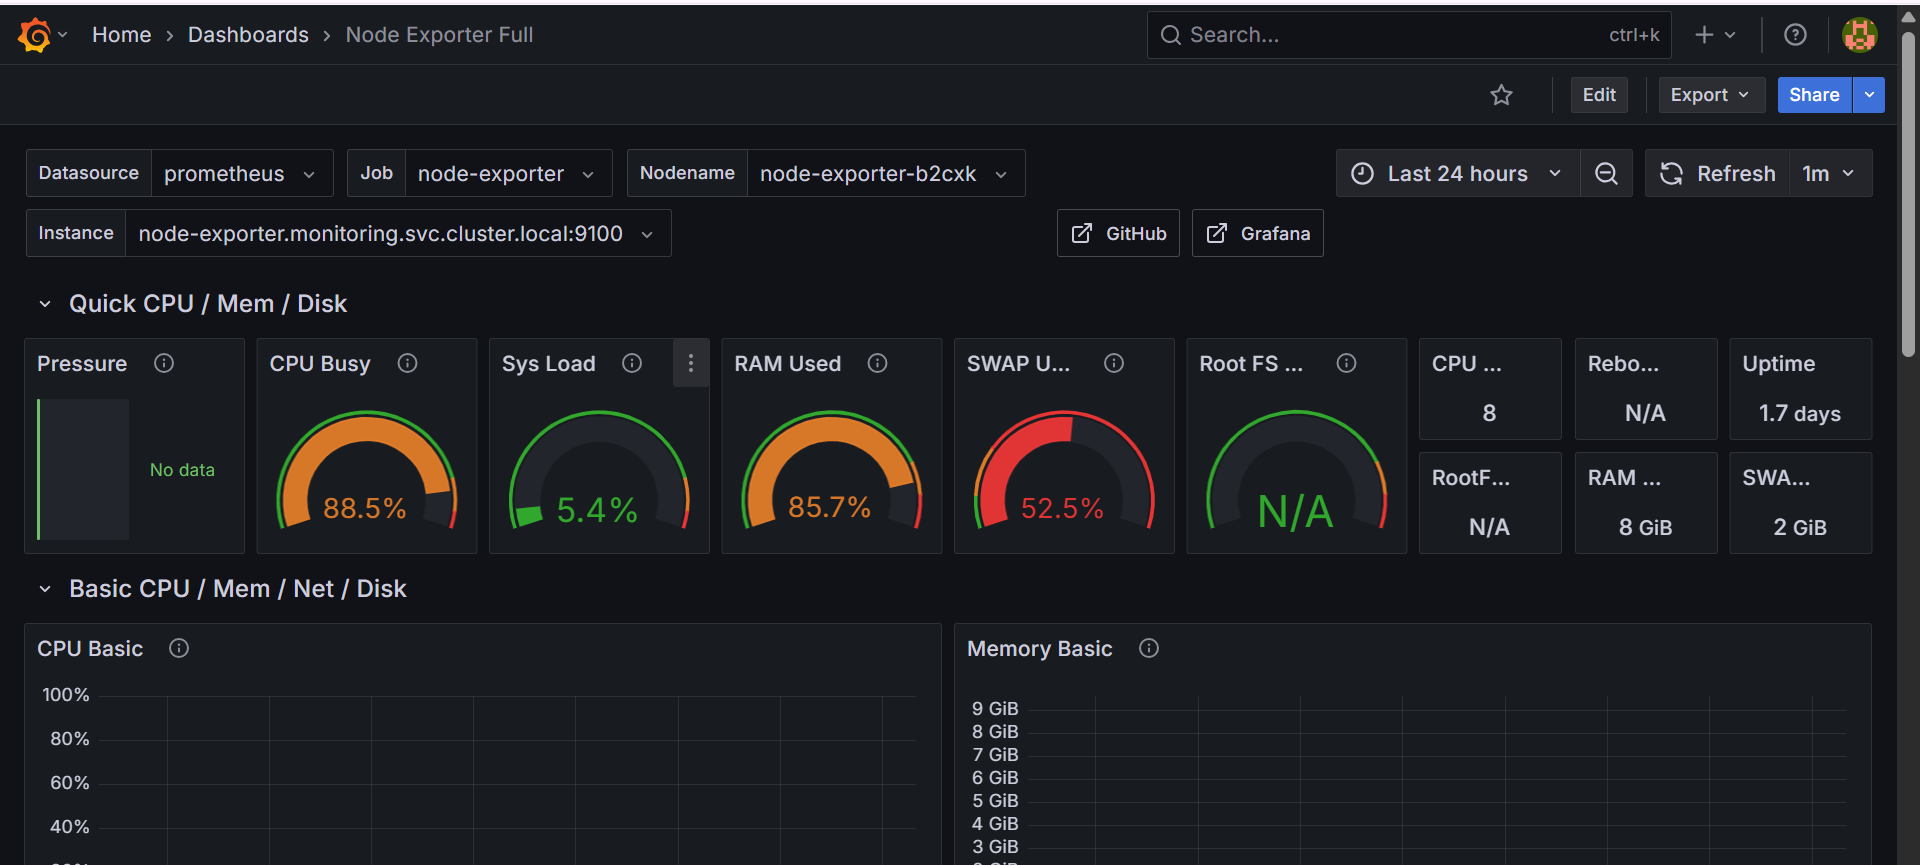 Home › Dashboards › Node Exporter Full
Search...
ctrl+k
Edit
Export
Share
Datasource
prometheus
Job
node-exporter
Nodename
node-exporter-b2cxk
Last 24 hours
Refresh
1m
Instance
node-exporter.monitoring.svc.cluster.local:9100
GitHub
Grafana
Quick CPU / Mem / Disk
Pressure
No data
CPU Busy
88.5%
Sys Load
5.4%
RAM Used
85.7%
SWAP U...
52.5%
Root FS ...
N/A
CPU ...
8
Rebo...
N/A
Uptime
1.7 days
RootF...
N/A
RAM ...
8 GiB
SWA...
2 GiB
Basic CPU / Mem / Net / Disk
CPU Basic
100%
80%
60%
40%
Memory Basic
9 GiB
8 GiB
7 GiB
6 GiB
5 GiB
4 GiB
3 GiB